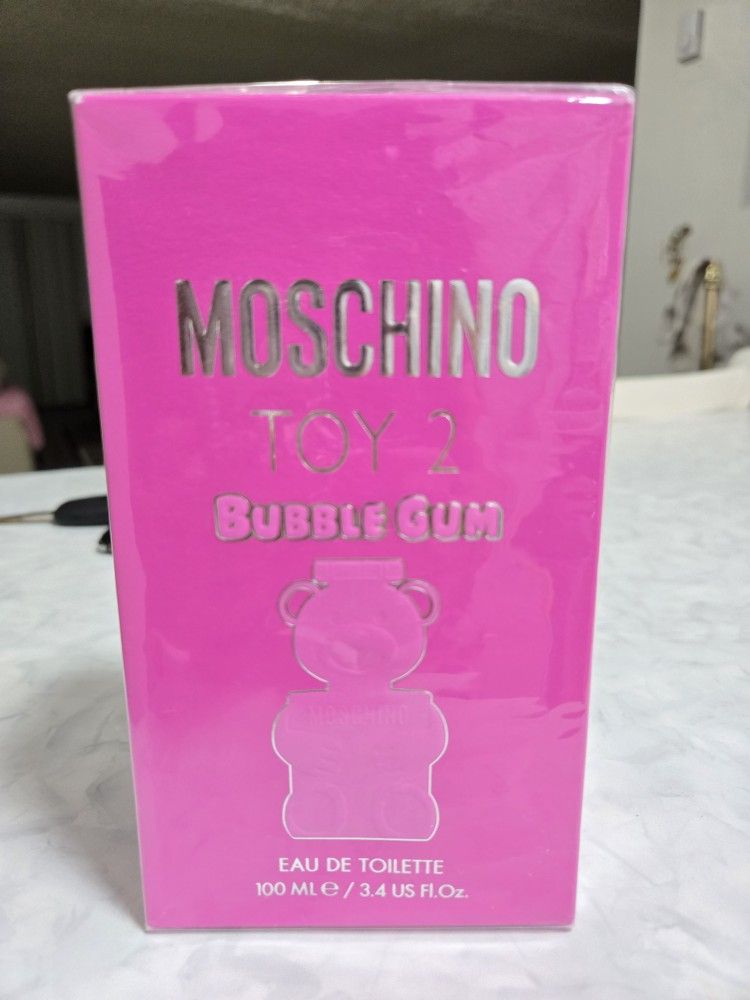 MOSCHINO
TOY 2
BUBBLE GUM
MOSCHINO
EAU DE TOILETTE
100 ML ℮ / 3.4 US Fl.Oz.